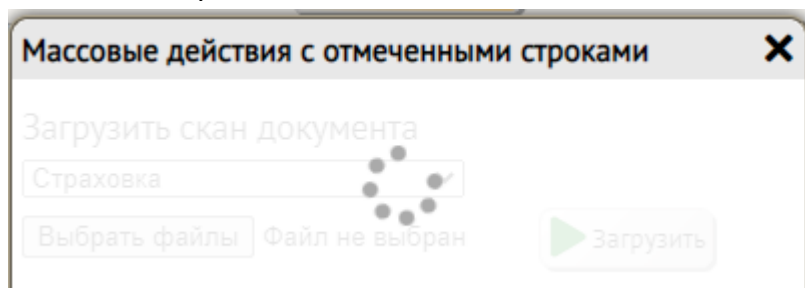 Массовые действия с отмеченными строками
Загрузить скан документа
Страховка
Выбрать файлы Файл не выбран Загрузить